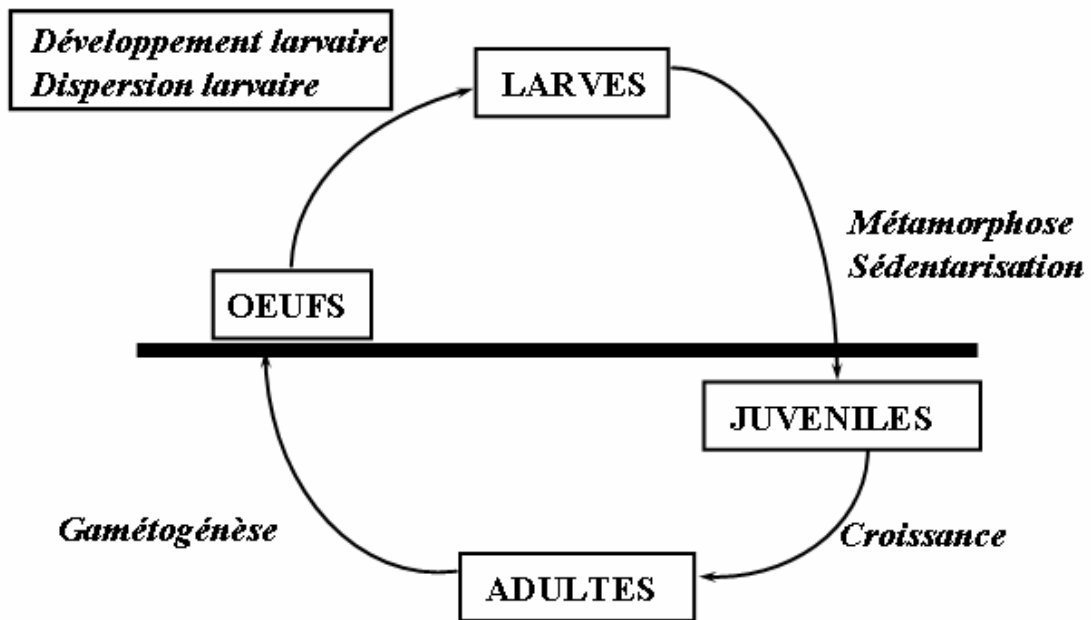 Développement larvaire
Dispersion larvaire
LARVES
Métamorphose
Sédentarisation
OEUFS
JUVENILES
Gamétogénèse
Croissance
ADULTES